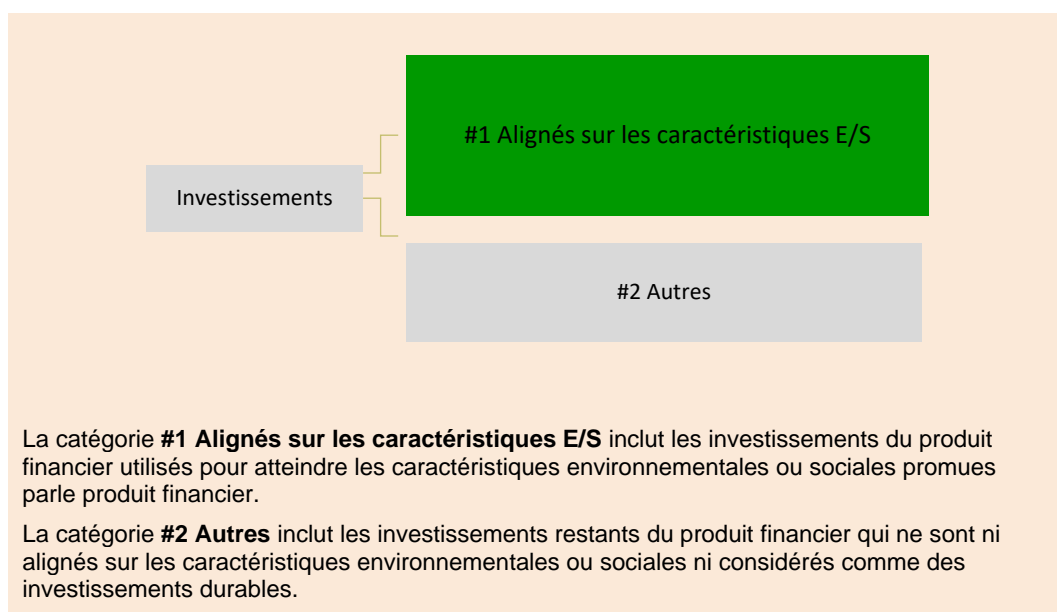 #1 Alignés sur les caractéristiques E/S
Investissements
#2 Autres
La catégorie #1 Alignés sur les caractéristiques E/S inclut les investissements du produit
financier utilisés pour atteindre les caractéristiques environnementales ou sociales promues
parle produit financier.
La catégorie #2 Autres inclut les investissements restants du produit financier qui ne sont ni
alignés sur les caractéristiques environnementales ou sociales ni considérés comme des
investissements durables.